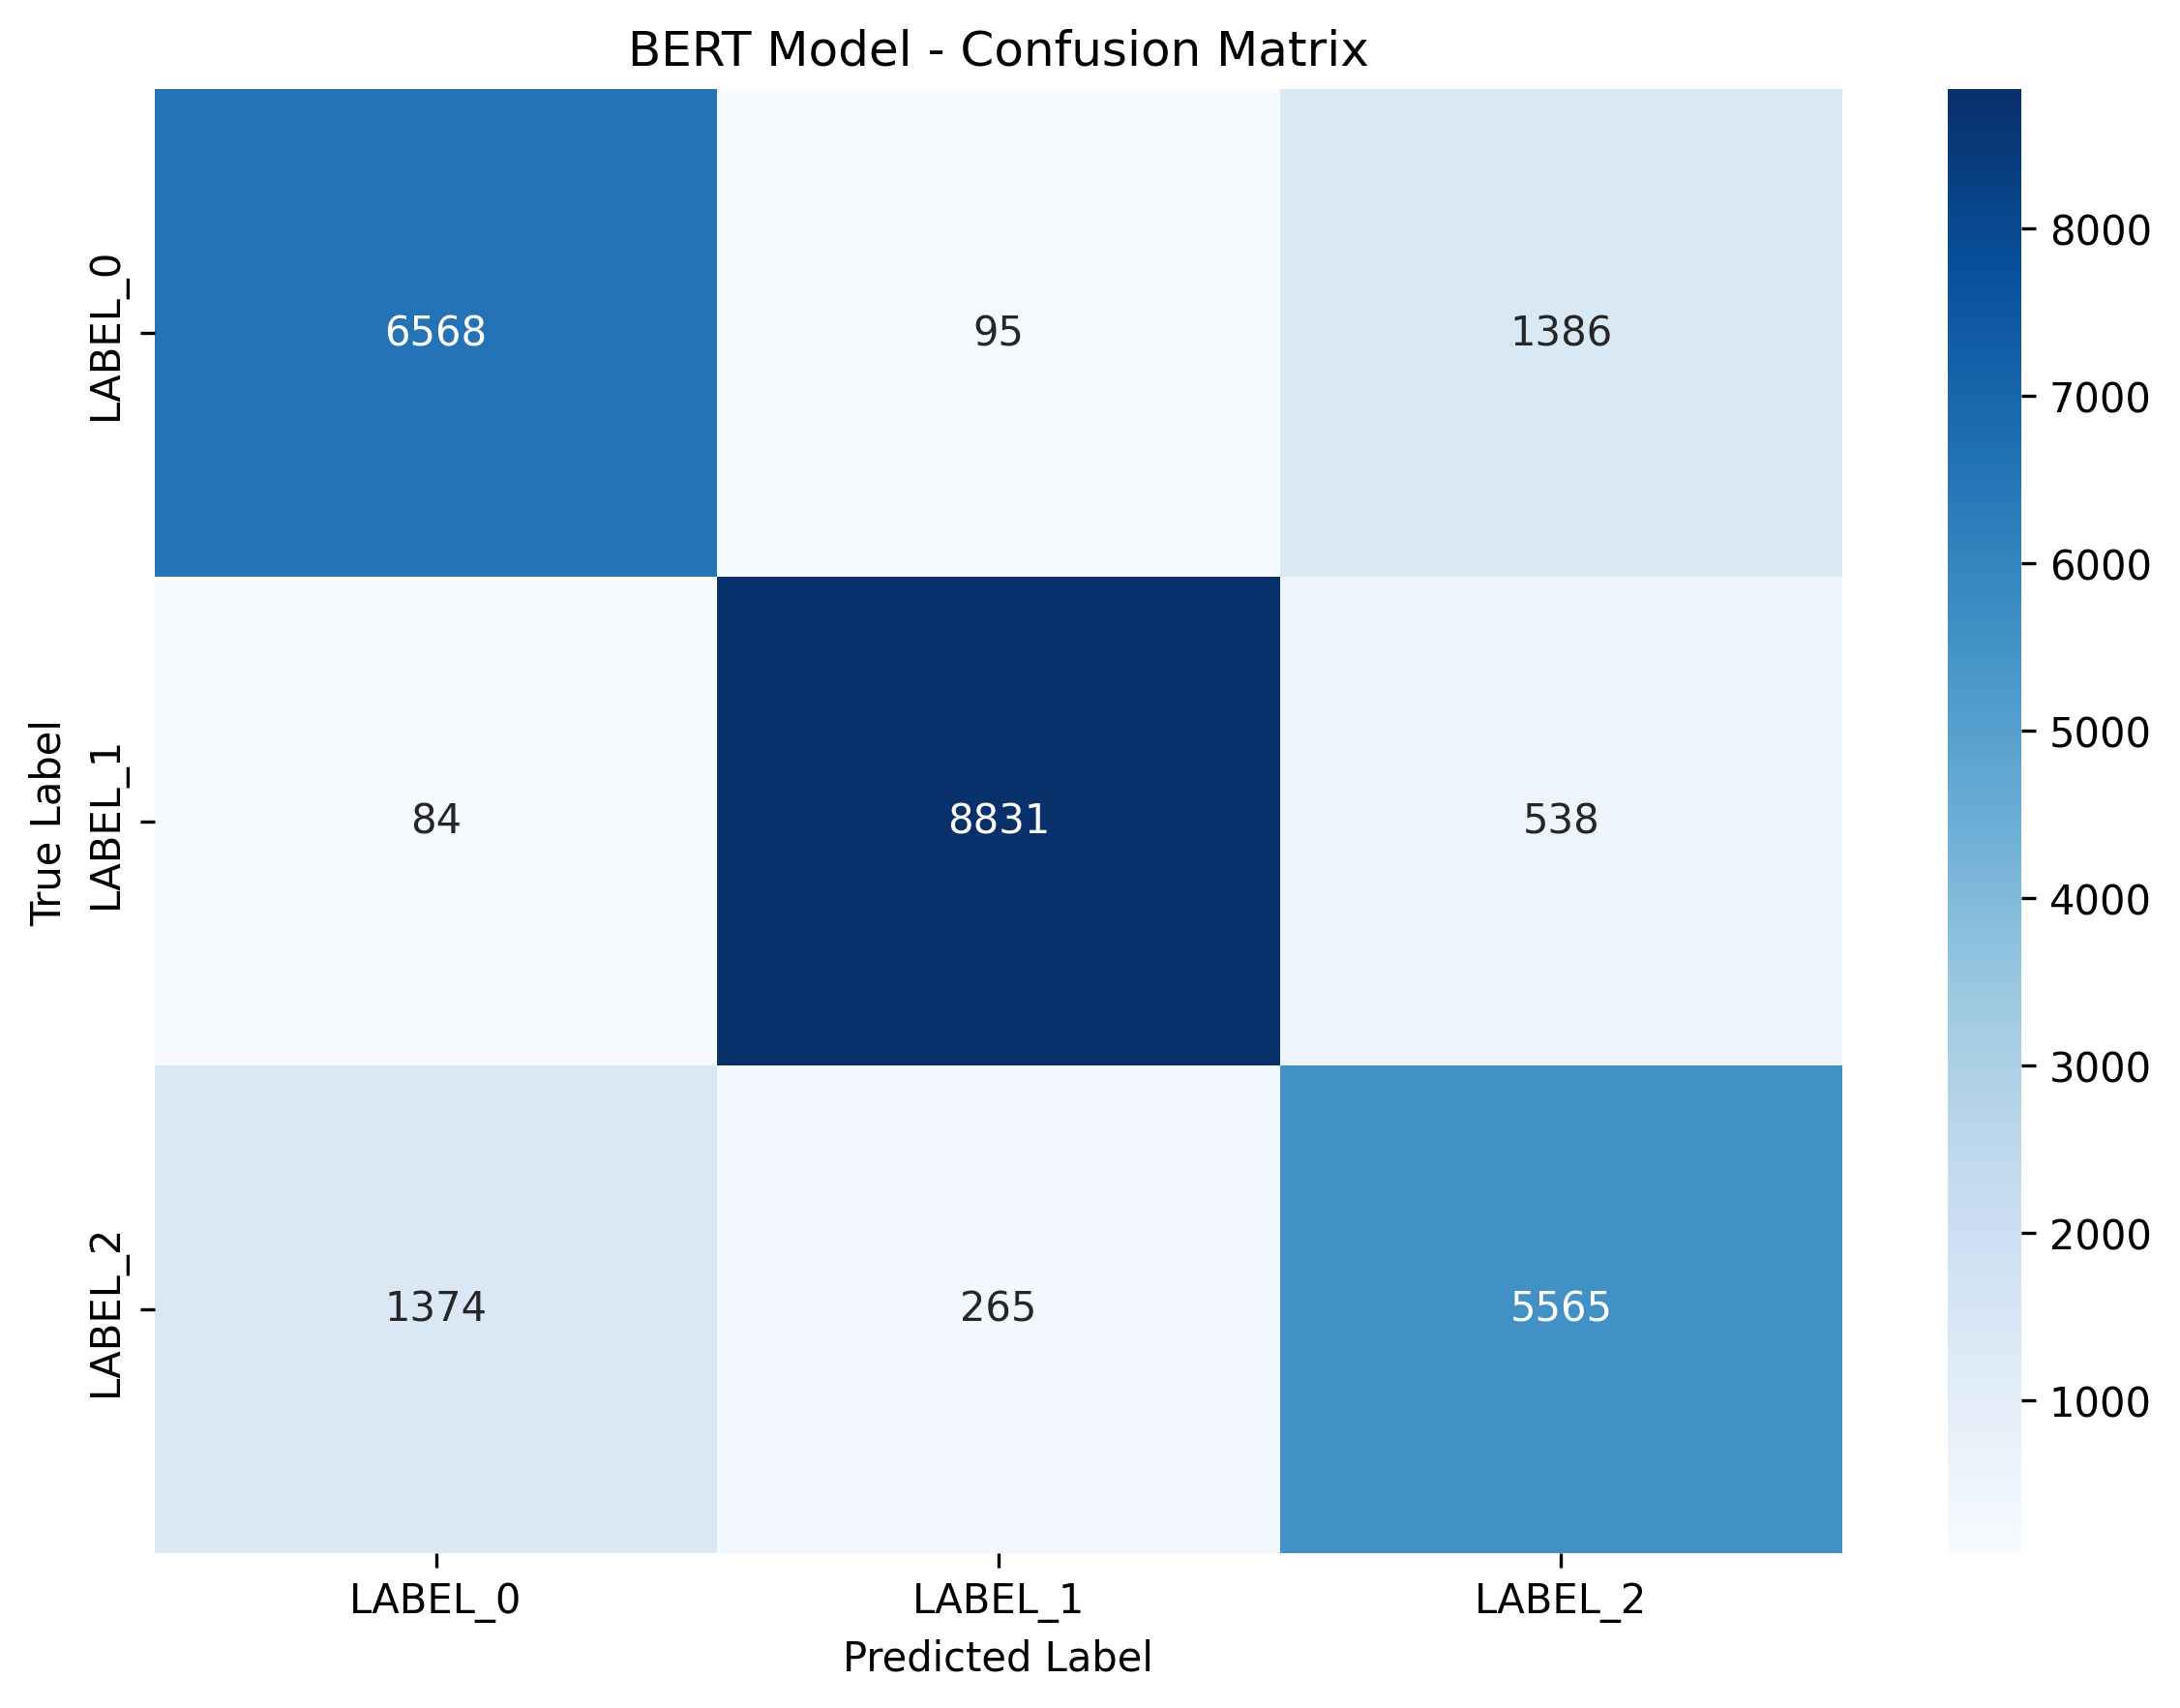 BERT Model - Confusion Matrix
True Label
LABEL_0
6568 95 1386
LABEL_1
84 8831 538
LABEL_2
1374 265 5565
LABEL_0 LABEL_1 LABEL_2
Predicted Label
8000
7000
6000
5000
4000
3000
2000
1000